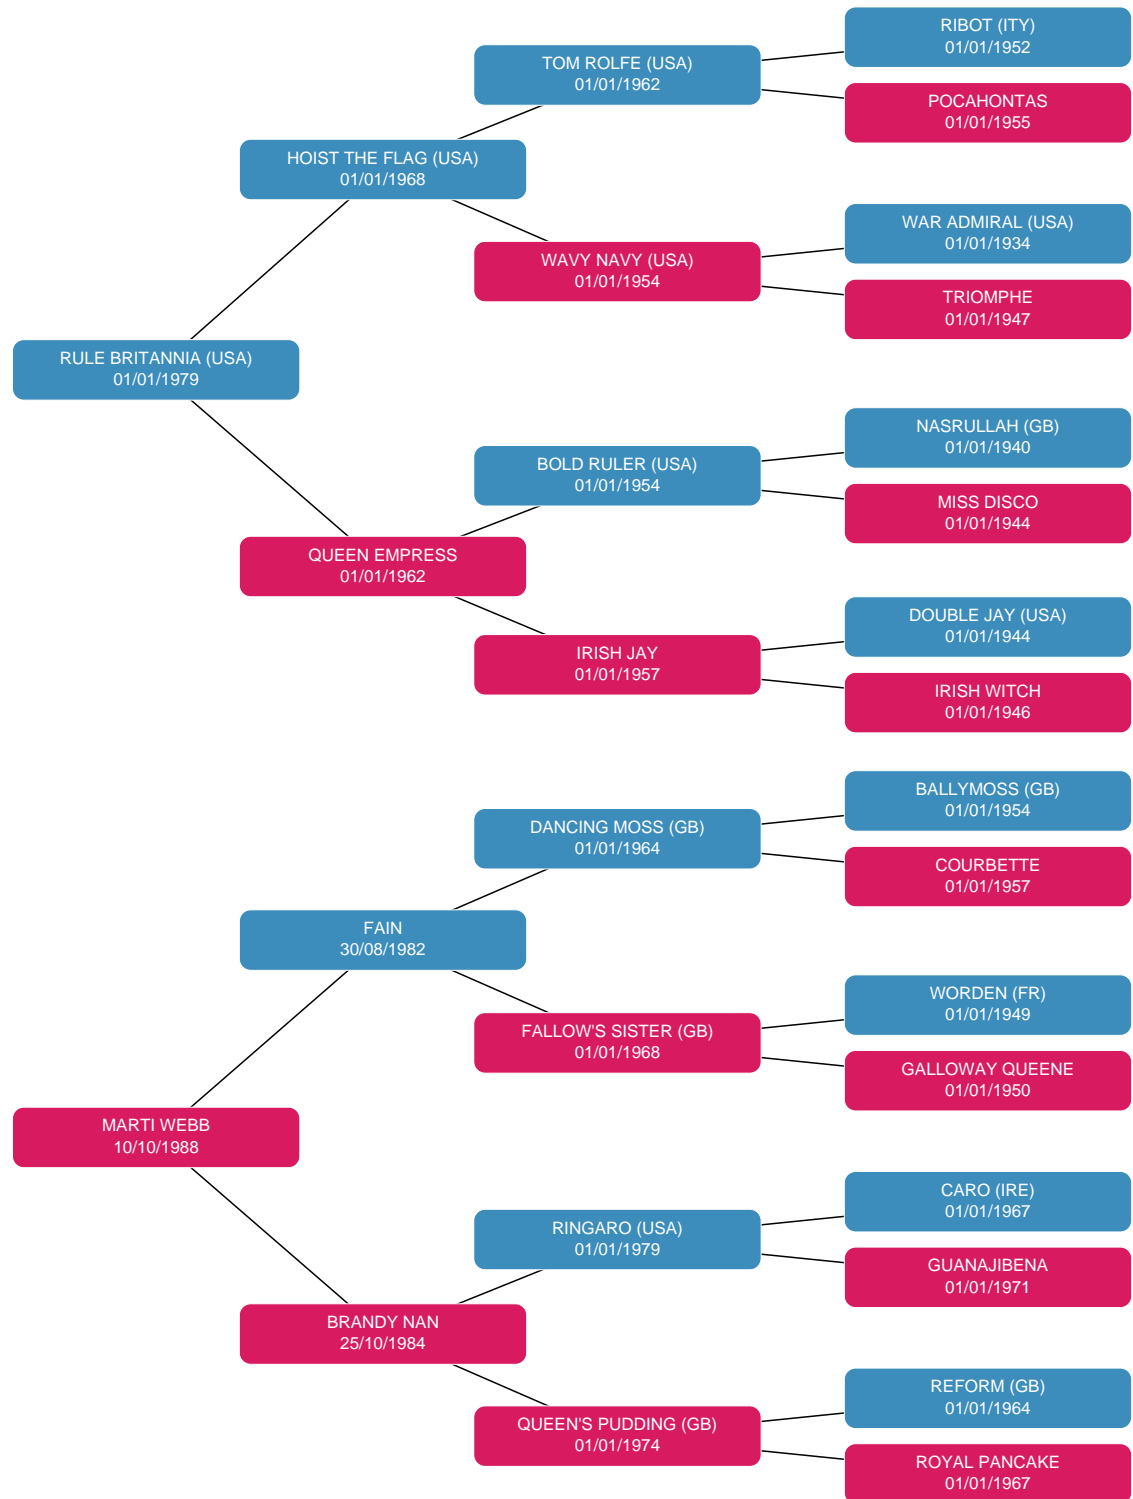 RIBOT (ITY)
01/01/1952
TOM ROLFE (USA)
01/01/1962
POCAHONTAS
01/01/1955
HOIST THE FLAG (USA)
01/01/1968
WAR ADMIRAL (USA)
01/01/1934
WAVY NAVY (USA)
01/01/1954
TRIOMPHE
01/01/1947
RULE BRITANNIA (USA)
01/01/1979
NASRULLAH (GB)
01/01/1940
BOLD RULER (USA)
01/01/1954
MISS DISCO
01/01/1944
QUEEN EMPRESS
01/01/1962
DOUBLE JAY (USA)
01/01/1944
IRISH JAY
01/01/1957
IRISH WITCH
01/01/1946
BALLYMOSS (GB)
01/01/1954
DANCING MOSS (GB)
01/01/1964
COURBETTE
01/01/1957
FAIN
30/08/1982
WORDEN (FR)
01/01/1949
FALLOW'S SISTER (GB)
01/01/1968
GALLOWAY QUEENE
01/01/1950
MARTI WEBB
10/10/1988
CARO (IRE)
01/01/1967
RINGARO (USA)
01/01/1979
GUANAJIBENA
01/01/1971
BRANDY NAN
25/10/1984
REFORM (GB)
01/01/1964
QUEEN'S PUDDING (GB)
01/01/1974
ROYAL PANCAKE
01/01/1967